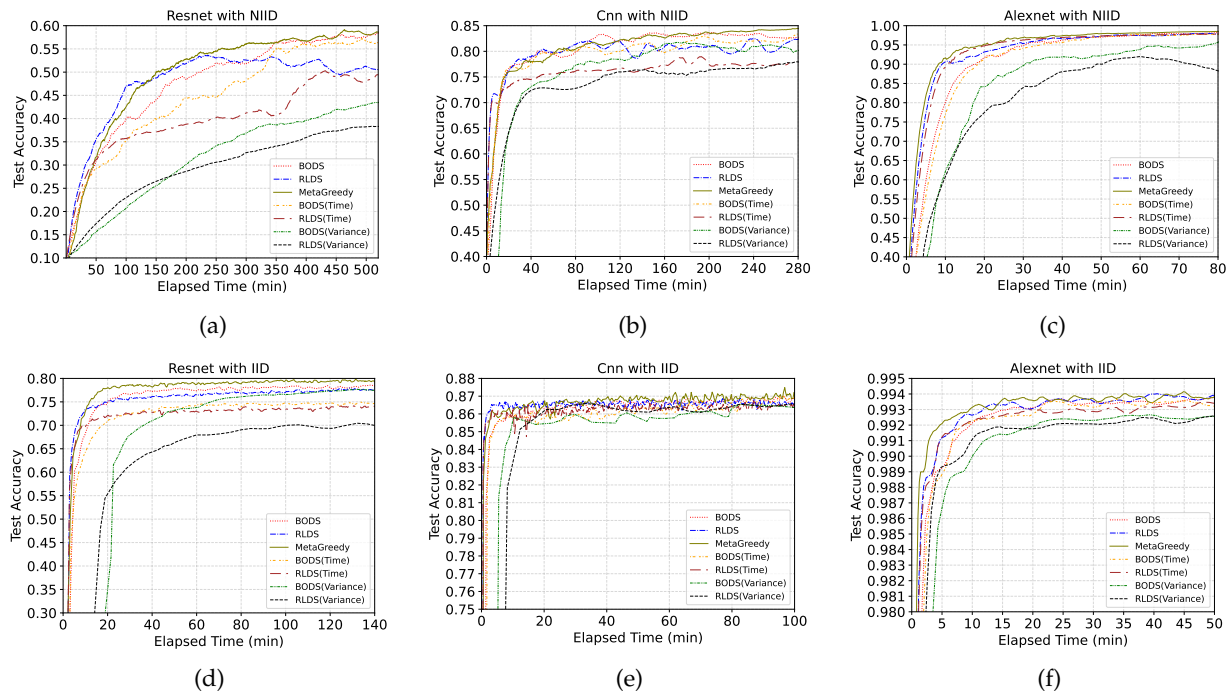 Resnet with NIID
0.60
0.55
0.50
0.45
0.40
0.35
0.30
0.25
0.20
0.15
0.10
Test Accuracy
BODS
RLDS
MetaGreedy
BODS(Time)
RLDS(Time)
BODS(Variance)
RLDS(Variance)
50 100 150 200 250 300 350 400 450 500
Elapsed Time (min)
(a)
Cnn with NIID
0.85
0.80
0.75
0.70
0.65
0.60
0.55
0.50
0.45
0.40
Test Accuracy
BODS
RLDS
MetaGreedy
BODS(Time)
RLDS(Time)
BODS(Variance)
RLDS(Variance)
0 40 80 120 160 200 240 280
Elapsed Time (min)
(b)
Alexnet with NIID
1.00
0.95
0.90
0.85
0.80
0.75
0.70
0.65
0.60
0.55
0.50
0.45
0.40
Test Accuracy
BODS
RLDS
MetaGreedy
BODS(Time)
RLDS(Time)
BODS(Variance)
RLDS(Variance)
0 10 20 30 40 50 60 70 80
Elapsed Time (min)
(c)
Resnet with IID
0.80
0.75
0.70
0.65
0.60
0.55
0.50
0.45
0.40
0.35
0.30
Test Accuracy
BODS
RLDS
MetaGreedy
BODS(Time)
RLDS(Time)
BODS(Variance)
RLDS(Variance)
0 20 40 60 80 100 120 140
Elapsed Time (min)
(d)
Cnn with IID
0.88
0.87
0.86
0.85
0.84
0.83
0.82
0.81
0.80
0.79
0.78
0.77
0.76
0.75
Test Accuracy
BODS
RLDS
MetaGreedy
BODS(Time)
RLDS(Time)
BODS(Variance)
RLDS(Variance)
0 20 40 60 80 100
Elapsed Time (min)
(e)
Alexnet with IID
0.995
0.994
0.993
0.992
0.991
0.990
0.989
0.988
0.987
0.986
0.985
0.984
0.983
0.982
0.981
0.980
Test Accuracy
BODS
RLDS
MetaGreedy
BODS(Time)
RLDS(Time)
BODS(Variance)
RLDS(Variance)
0 5 10 15 20 25 30 35 40 45 50
Elapsed Time (min)
(f)